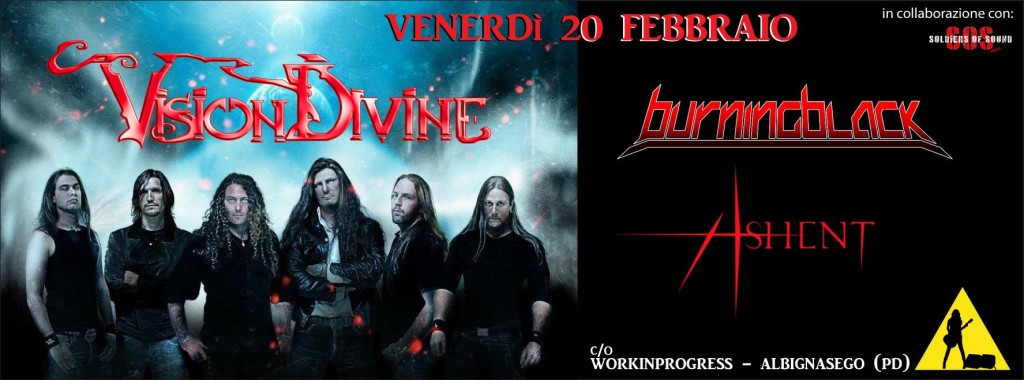 VENERDÌ 20 FEBBRAIO
in collaborazione con:
SOS
SOLDIERS OF SOUND
VISION DIVINE
burningblack
ASHENT
c/o
WORKINPROGRESS – ALBIGNASEGO (PD)